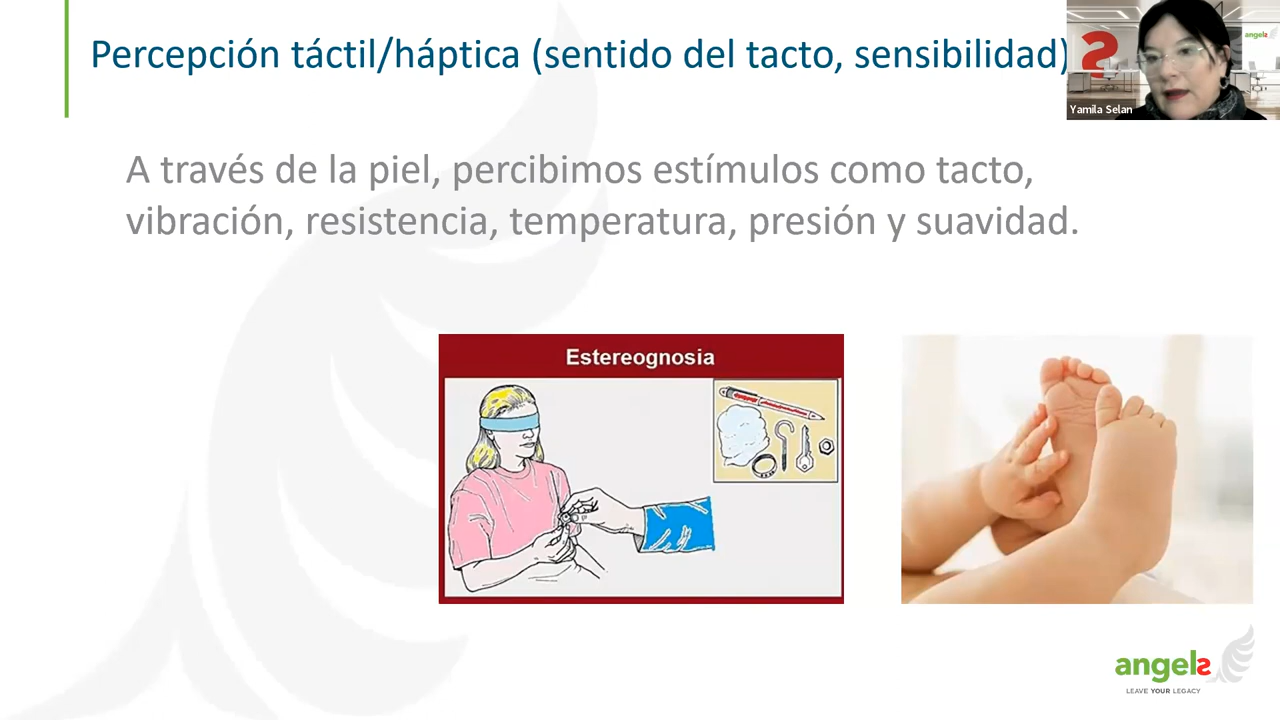 Percepción táctil/háptica (sentido del tacto, sensibilidad)
angels
Yamila Selan
A través de la piel, percibimos estímulos como tacto,
vibración, resistencia, temperatura, presión y suavidad.
Estereognosia
angels
LEAVE YOUR LEGACY